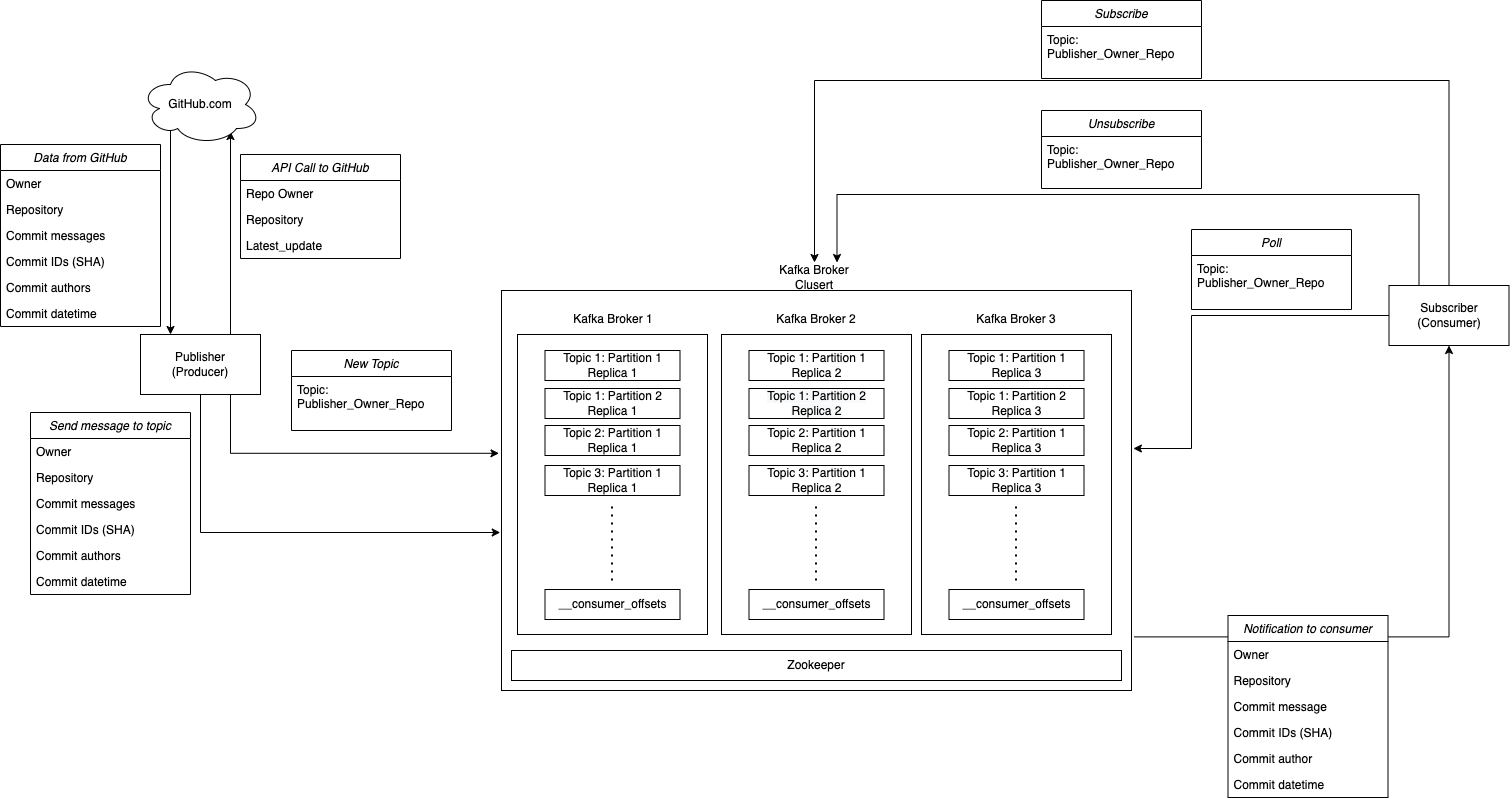 Subscribe
Topic:
Publisher_Owner_Repo
GitHub.com
Unsubscribe
Topic:
Publisher_Owner_Repo
Data from GitHub
Owner
Repository
Commit messages
Commit IDs (SHA)
Commit authors
Commit datetime
API Call to GitHub
Repo Owner
Repository
Latest_update
Poll
Topic:
Publisher_Owner_Repo
Kafka Broker
Clusert
Subscriber
(Consumer)
Publisher
(Producer)
New Topic
Topic:
Publisher_Owner_Repo
Send message to topic
Owner
Repository
Commit messages
Commit IDs (SHA)
Commit authors
Commit datetime
Kafka Broker 1
Topic 1: Partition 1
Replica 1
Topic 1: Partition 2
Replica 1
Topic 2: Partition 1
Replica 1
Topic 3: Partition 1
Replica 1
__consumer_offsets
Kafka Broker 2
Topic 1: Partition 1
Replica 2
Topic 1: Partition 2
Replica 2
Topic 2: Partition 1
Replica 2
Topic 3: Partition 1
Replica 2
__consumer_offsets
Kafka Broker 3
Topic 1: Partition 1
Replica 3
Topic 1: Partition 2
Replica 3
Topic 2: Partition 1
Replica 3
Topic 3: Partition 1
Replica 3
__consumer_offsets
Zookeeper
Notification to consumer
Owner
Repository
Commit message
Commit IDs (SHA)
Commit author
Commit datetime